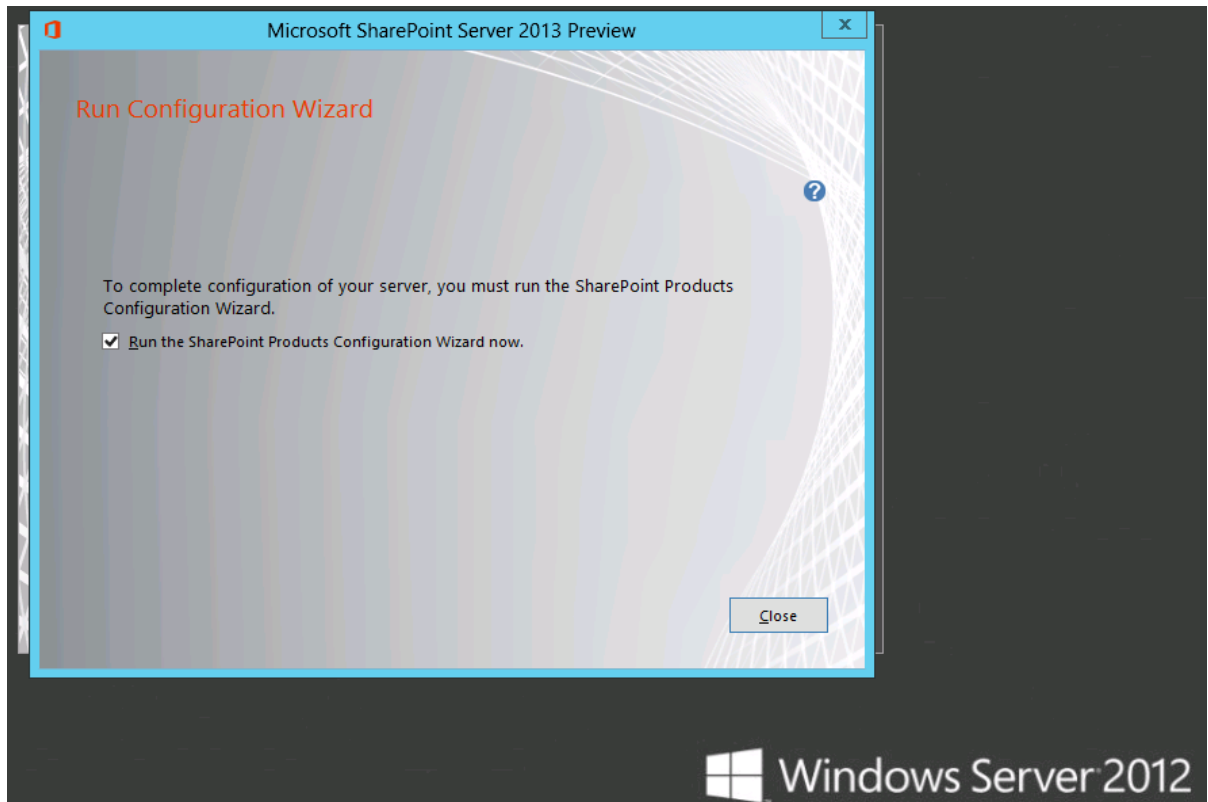 Microsoft SharePoint Server 2013 Preview
x
Run Configuration Wizard
?
To complete configuration of your server, you must run the SharePoint Products
Configuration Wizard.
Run the SharePoint Products Configuration Wizard now.
Close
Windows Server 2012